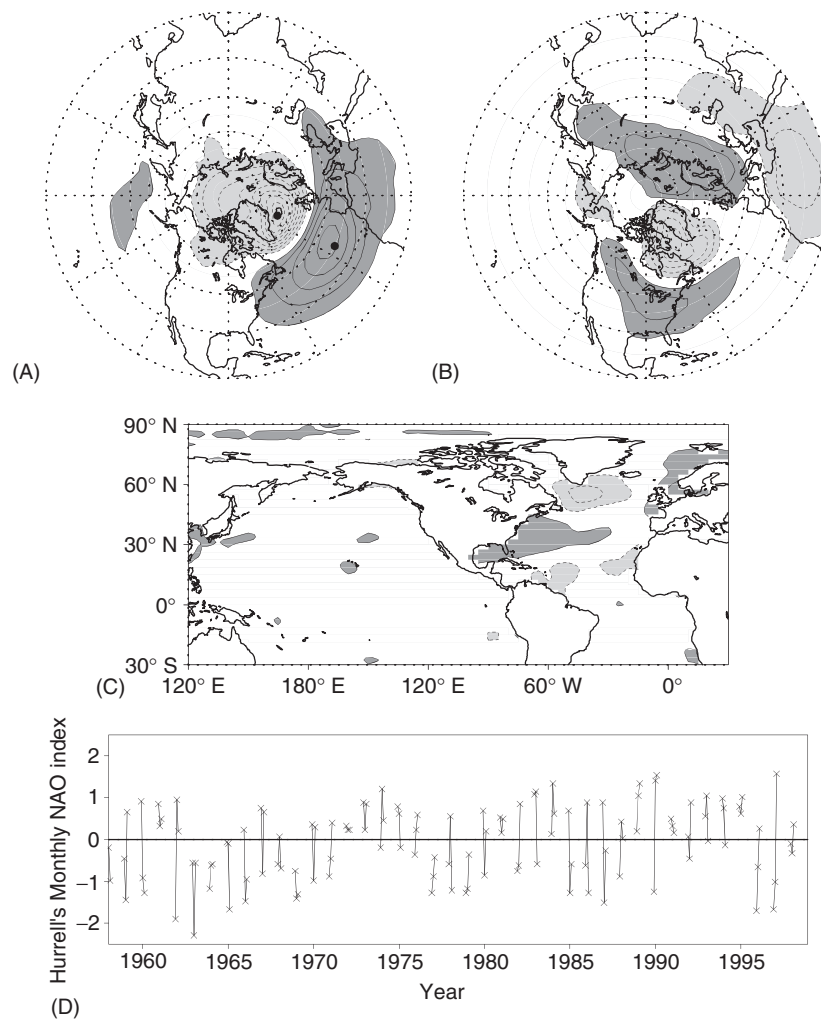 (A)
(B)
90° N
60° N
30° N
0°
30° S
(C)
120° E
180° E
120° E
60° W
0°
Hurrell's Monthly NAO index
2
1
0
−1
−2
1960
1965
1970
1975
1980
1985
1990
1995
Year
(D)